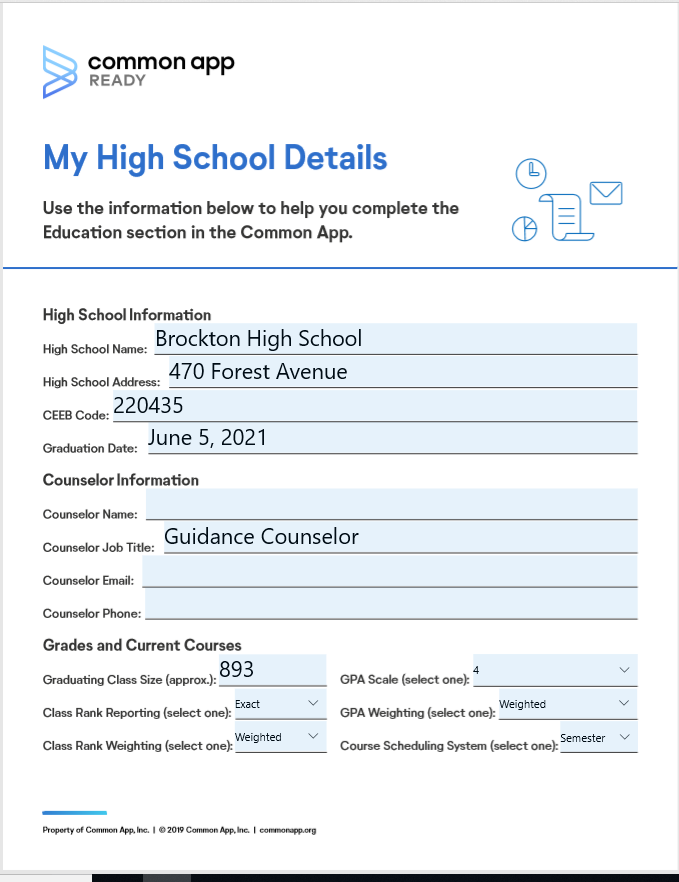 common app
READY
My High School Details
Use the information below to help you complete the
Education section in the Common App.
High School Information
High School Name: Brockton High School
High School Address: 470 Forest Avenue
CEEB Code: 220435
Graduation Date: June 5, 2021
Counselor Information
Counselor Name:
Counselor Job Title: Guidance Counselor
Counselor Email:
Counselor Phone:
Grades and Current Courses
Graduating Class Size (approx.): 893 GPA Scale (select one): 4
Class Rank Reporting (select one): Exact GPA Weighting (select one): Weighted
Class Rank Weighting (select one): Weighted Course Scheduling System (select one): Semester
Property of Common App, Inc. | © 2019 Common App, Inc. | commonapp.org